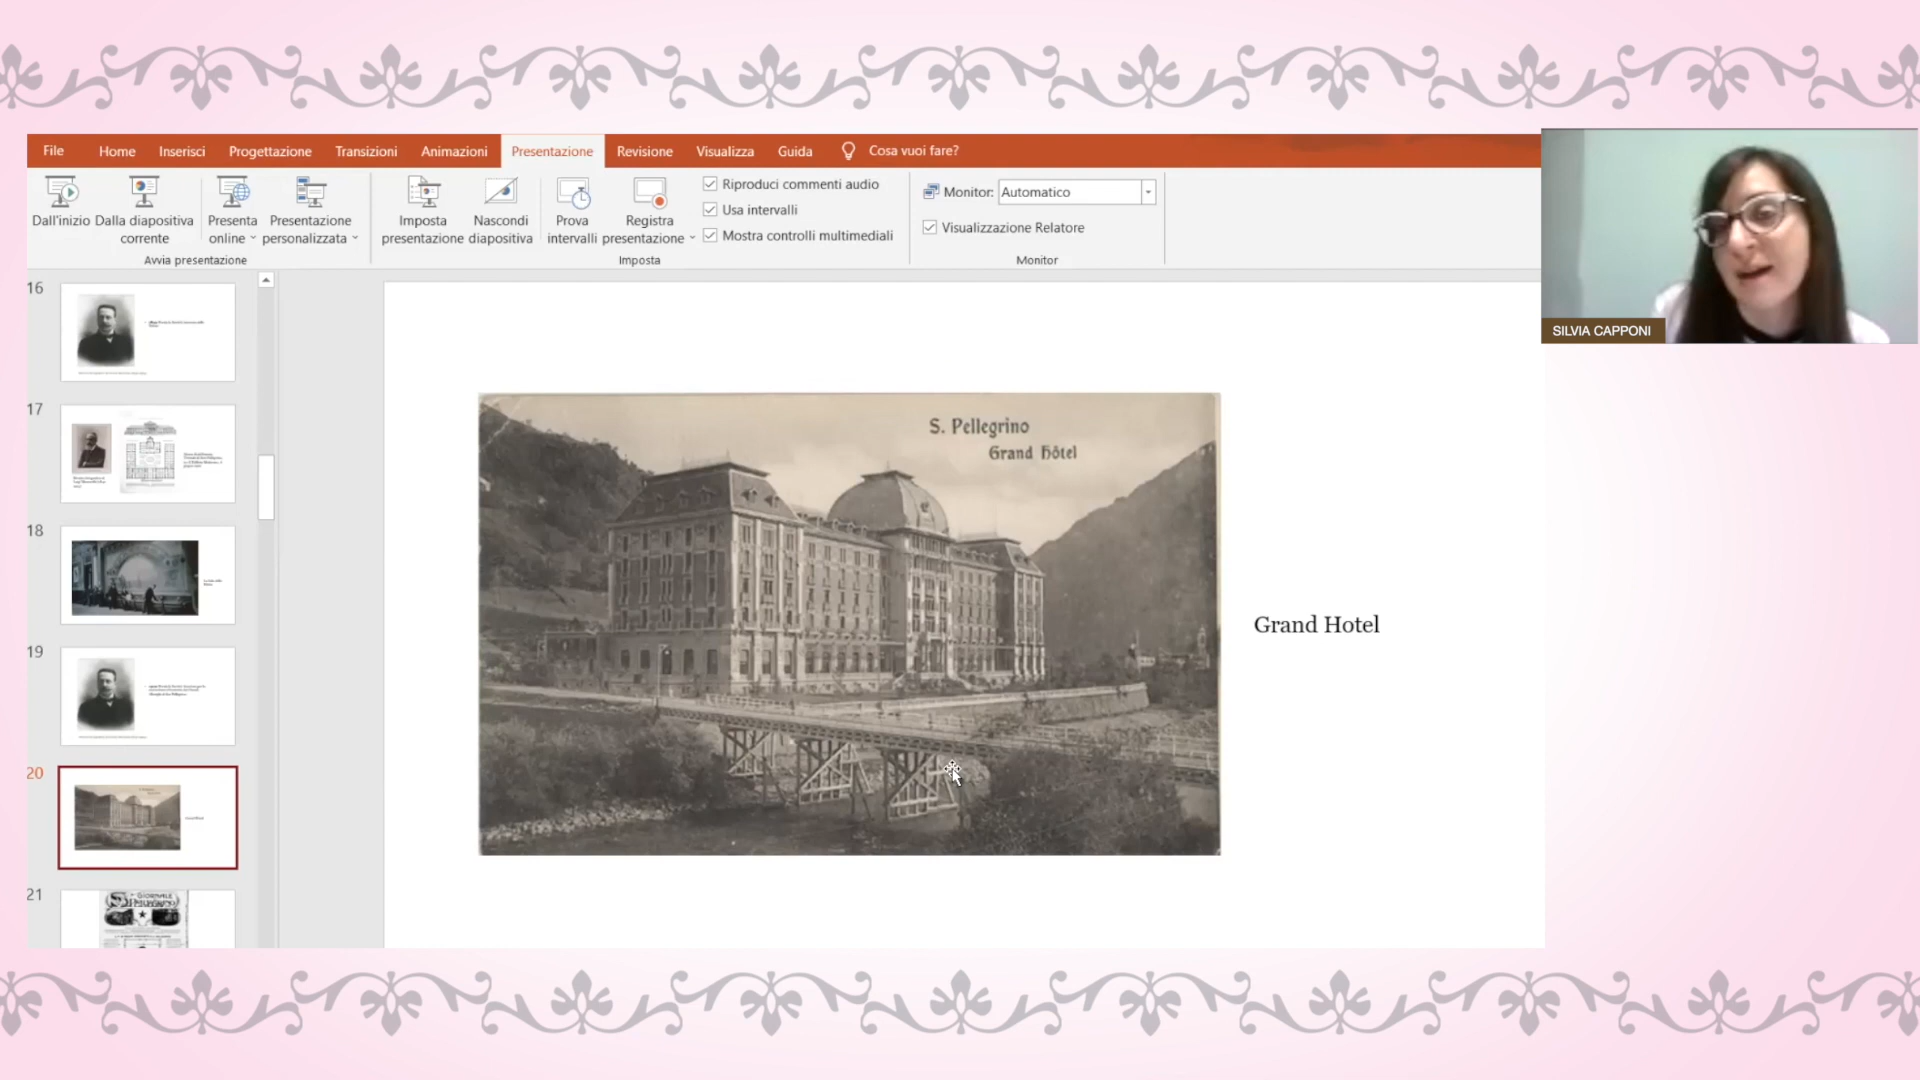 File Home Inserisci Progettazione Transizioni Animazioni Presentazione Revisione Visualizza Guida Cosa vuoi fare?
Dall'inizio Dalla diapositiva corrente
Presenta online
Presentazione personalizzata
Avvia presentazione
Imposta presentazione
Nascondi diapositiva
Prova intervalli
Registra presentazione
Riproduci commenti audio
Usa intervalli
Mostra controlli multimediali
Imposta
Monitor: Automatico
Visualizzazione Relatore
Monitor
SILVIA CAPPONI
16
17
18
19
20
21
GIORNALE
S. Pellegrino
Grand Hôtel
Grand Hotel